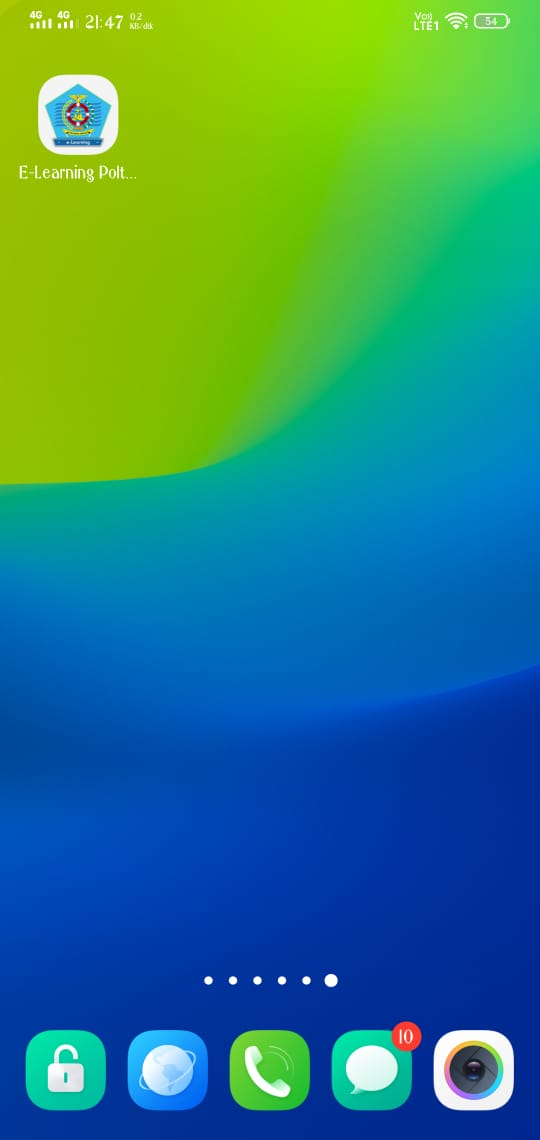 4G 4G 21:47 0.2 KB/dtk Vo)) LTE1 54
e-Learning
E-Learning Polt...
10